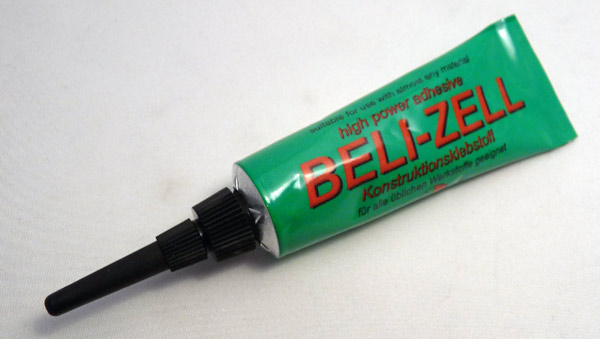 suitable for use with almost any material
high power adhesive
BELI-ZELL
Konstruktionsklebstoff
für alle üblichen Werkstoffe geeignet